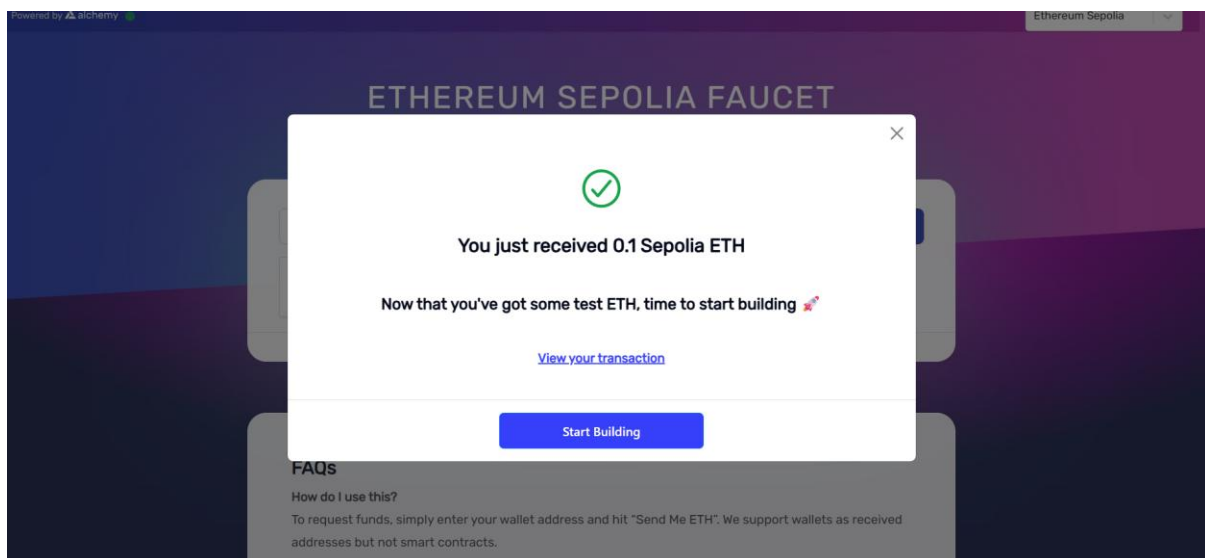 Powered by alchemy
Ethereum Sepolia
ETHEREUM SEPOLIA FAUCET
You just received 0.1 Sepolia ETH
Now that you've got some test ETH, time to start building 🚀
View your transaction
Start Building
FAQs
How do I use this?
To request funds, simply enter your wallet address and hit "Send Me ETH". We support wallets as received
addresses but not smart contracts.